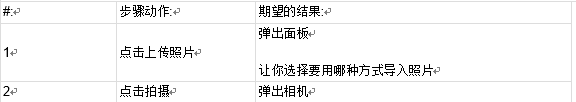 #: 步骤动作: 期望的结果:
1 点击上传照片 弹出面板
让你选择要用哪种方式导入照片
2 点击拍摄 弹出相机